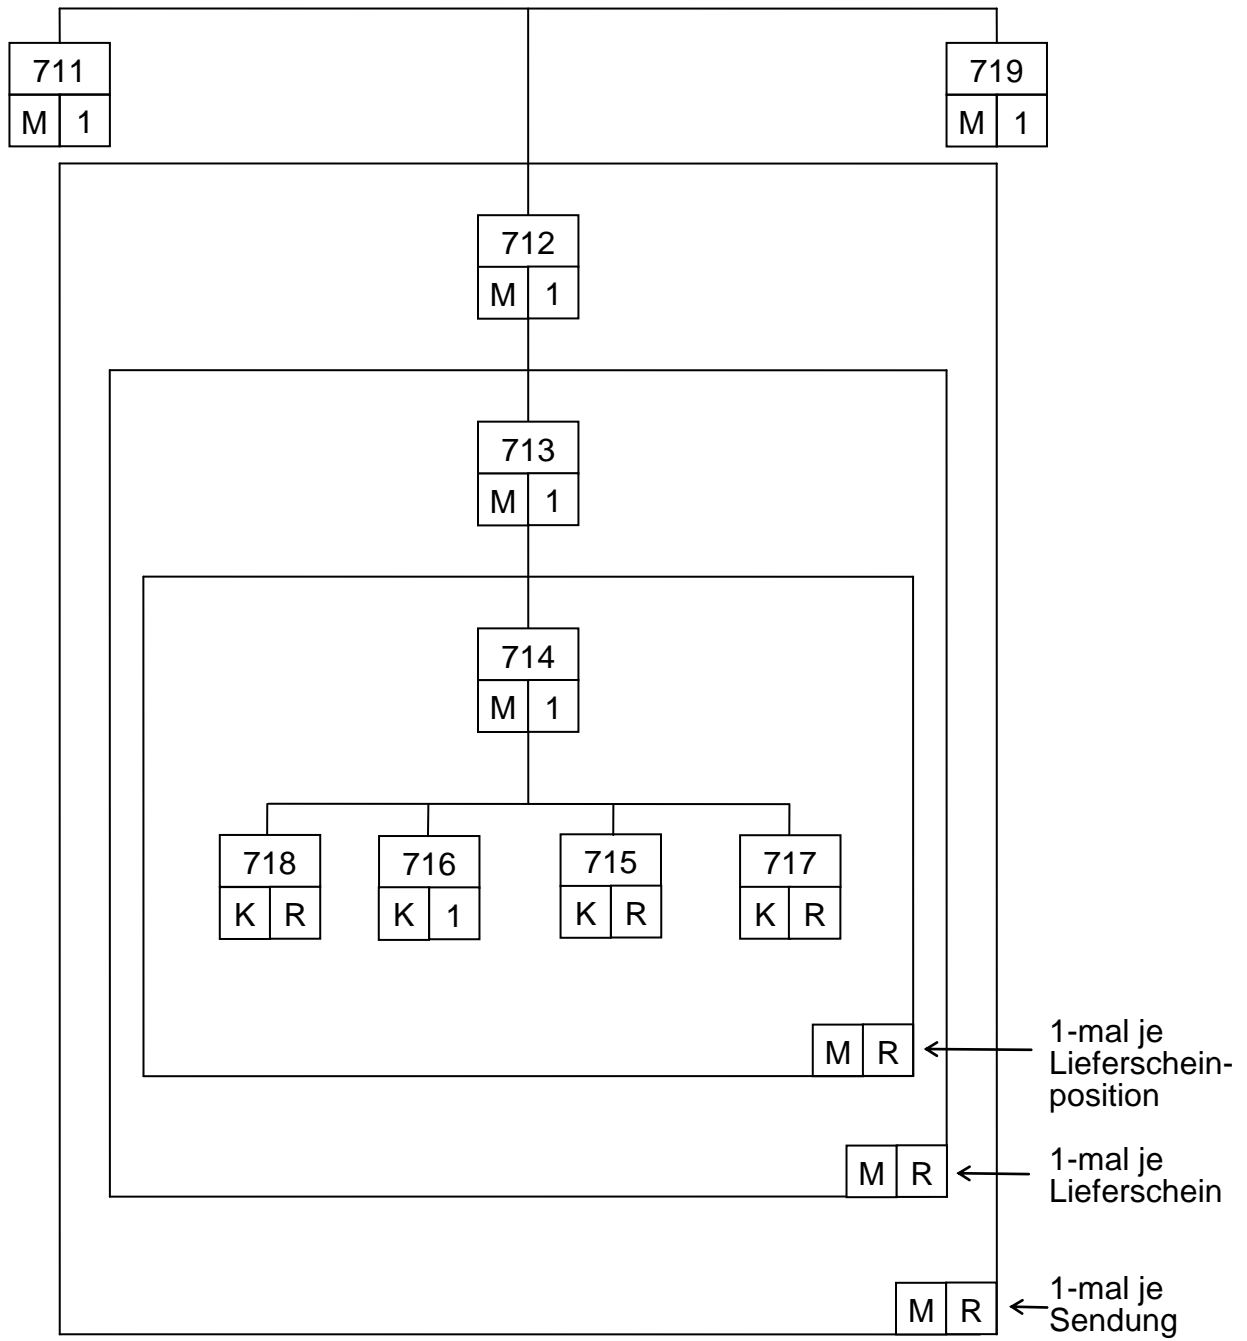 711
M 1
719
M 1
712
M 1
713
M 1
714
M 1
718
K R
716
K 1
715
K R
717
K R
M R
1-mal je
Lieferschein-
position
M R
1-mal je
Lieferschein
M R
1-mal je
Sendung